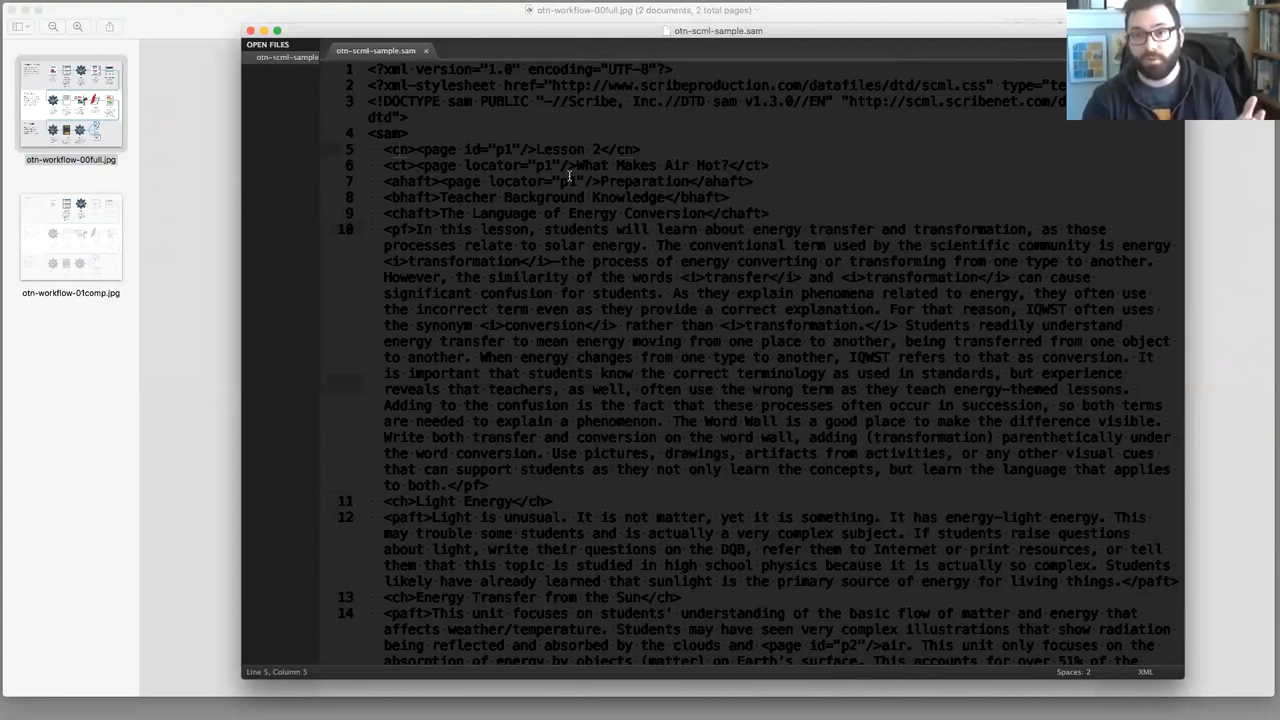 otn-workflow-00full.jpg (2 documents, 2 total pages)
otn-scml-sample.sam
OPEN FILES
otn-scml-sample
otn-scml-sample.sam ×
otn-workflow-00full.jpg
otn-workflow-01comp.jpg
1 <?xml version="1.0" encoding="UTF-8"?>
2 <?xml-stylesheet href="http://www.scribeproduction.com/datafiles/dtd/scml.css" type="te
3 <!DOCTYPE sam PUBLIC "-//Scribe, Inc.//DTD sam v1.3.0//EN" "http://scml.scribenet.com/d
dtd">
4 <sam>
5 <cn><page id="p1"/>Lesson 2</cn>
6 <ct><page locator="p1"/>What Makes Air Hot?</ct>
7 <ahaft><page locator="p1"/>Preparation</ahaft>
8 <bhaft>Teacher Background Knowledge</bhaft>
9 <chaft>The Language of Energy Conversion</chaft>
10 <pf>In this lesson, students will learn about energy transfer and transformation, as those
processes relate to solar energy. The conventional term used by the scientific community is energy
<i>transformation</i>—the process of energy converting or transforming from one type to another.
However, the similarity of the words <i>transfer</i> and <i>transformation</i> can cause
significant confusion for students. As they explain phenomena related to energy, they often use
the incorrect term even as they provide a correct explanation. For that reason, IQWST often uses
the synonym <i>conversion</i> rather than <i>transformation.</i> Students readily understand
energy transfer to mean energy moving from one place to another, being transferred from one object
to another. When energy changes from one type to another, IQWST refers to that as conversion. It
is important that students know the correct terminology as used in standards, but experience
reveals that teachers, as well, often use the wrong term as they teach energy-themed lessons.
Adding to the confusion is the fact that these processes often occur in succession, so both terms
are needed to explain a phenomenon. The Word Wall is a good place to make the difference visible.
Write both transfer and conversion on the word wall, adding (transformation) parenthetically under
the word conversion. Use pictures, drawings, artifacts from activities, or any other visual cues
that can support students as they not only learn the concepts, but learn the language that applies
to both.</pf>
11 <ch>Light Energy</ch>
12 <paft>Light is unusual. It is not matter, yet it is something. It has energy—light energy. This
may trouble some students and is actually a very complex subject. If students raise questions
about light, write their questions on the DQB, refer them to Internet or print resources, or tell
them that this topic is studied in high school physics because it is actually so complex. Students
likely have already learned that sunlight is the primary source of energy for living things.</paft>
13 <ch>Energy Transfer from the Sun</ch>
14 <paft>This unit focuses on students’ understanding of the basic flow of matter and energy that
affects weather/temperature. Students may have seen very complex illustrations that show radiation
being reflected and absorbed by the clouds and <page id="p2"/>air. This unit only focuses on the
absorption of energy by objects (matter) on Earth’s surface. This accounts for over 51% of the
Line 5, Column 5
Spaces: 2
XML